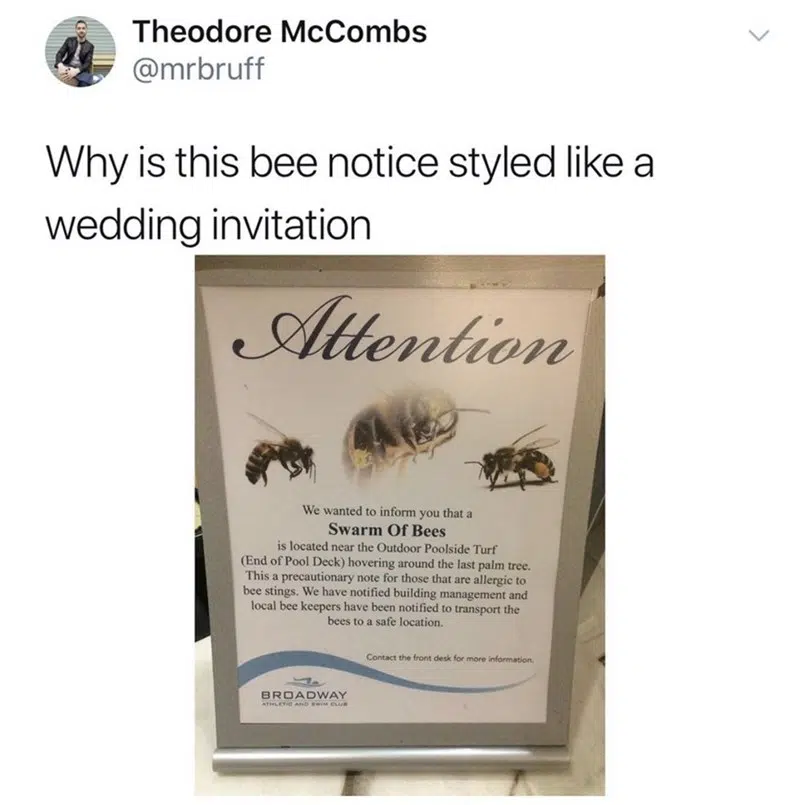 Theodore McCombs
@mrbruff
Why is this bee notice styled like a
wedding invitation
Attention
We wanted to inform you that a
Swarm Of Bees
is located near the Outdoor Poolside Turf
(End of Pool Deck) hovering around the last palm tree.
This a precautionary note for those that are allergic to
bee stings. We have notified building management and
local bee keepers have been notified to transport the
bees to a safe location.
Contact the front desk for more information.
BROADWAY
ATHLETIC AND SWIM CLUB